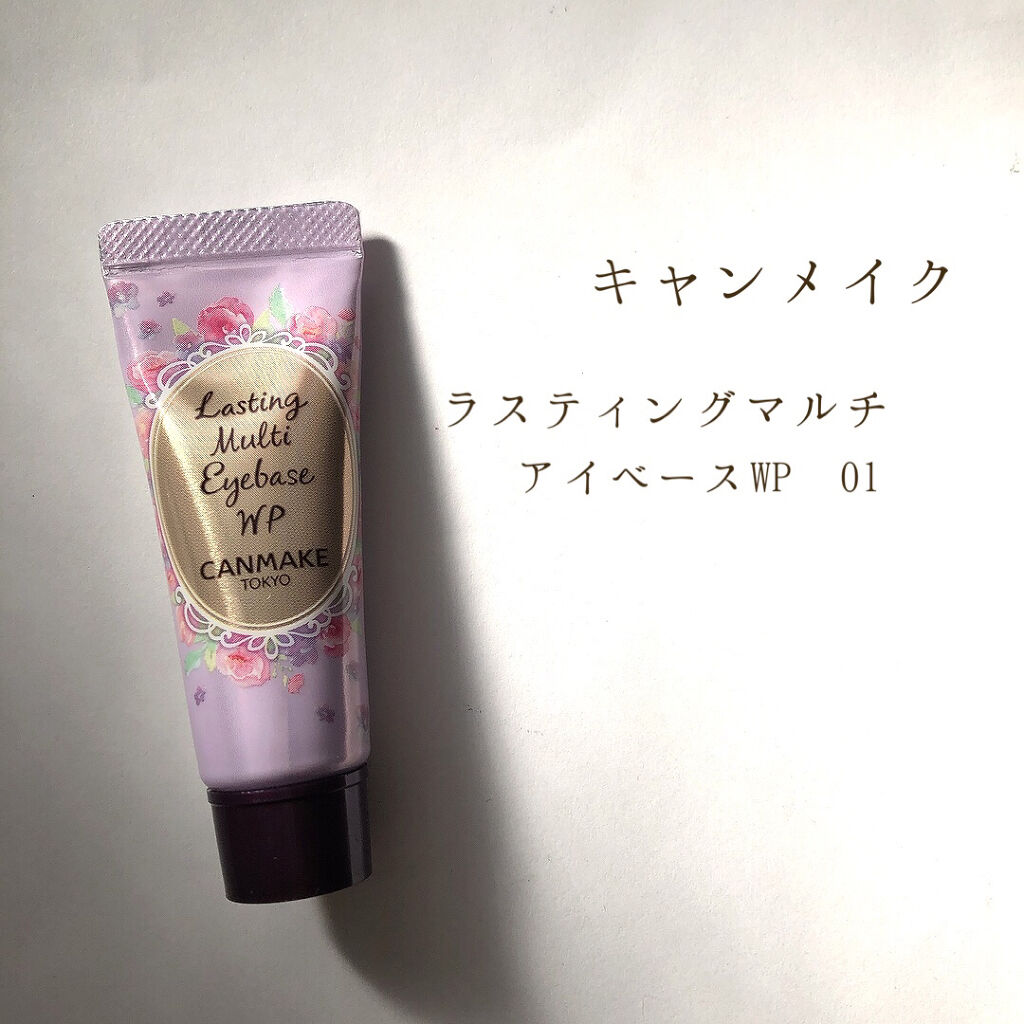 Lasting
Multi
Eyebase
WP
CANMAKE
TOKYO
キャンメイク
ラスティングマルチ
アイベースWP 01